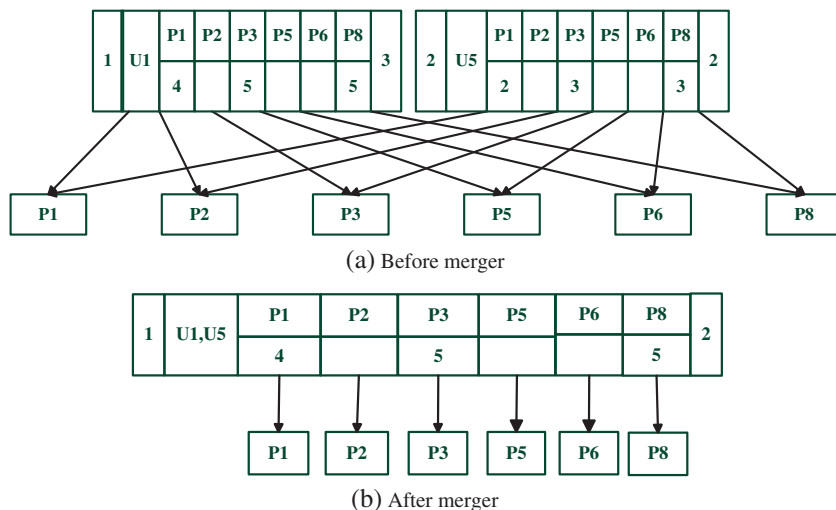 P1 P2 P3 P5 P6 P8 P1 P2 P3 P5 P6 P8
1 U1 3 2 U5 2
4 5 5 2 3 3
P1 P2 P3 P5 P6 P8
(a) Before merger
P1 P2 P3 P5 P6 P8
1 U1,U5 2
4 5 5
P1 P2 P3 P5 P6 P8
(b) After merger